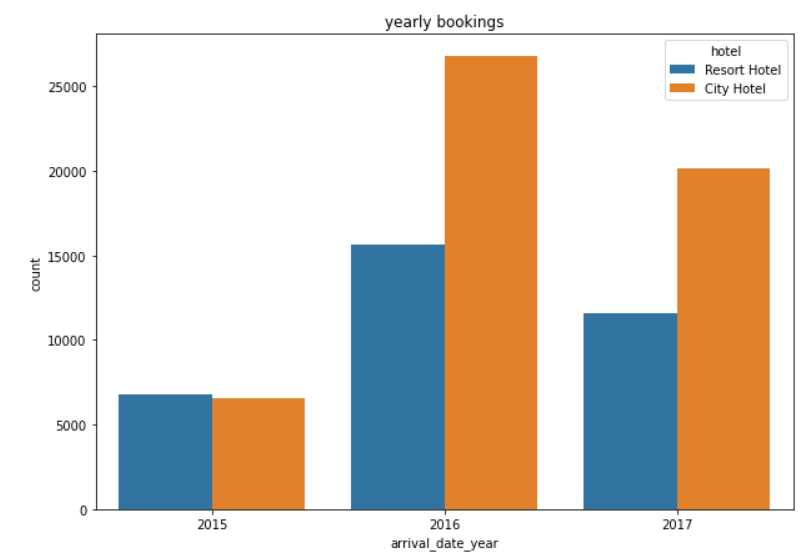 yearly bookings
hotel
Resort Hotel
City Hotel
25000
20000
15000
10000
5000
0
count
2015 2016 2017
arrival_date_year